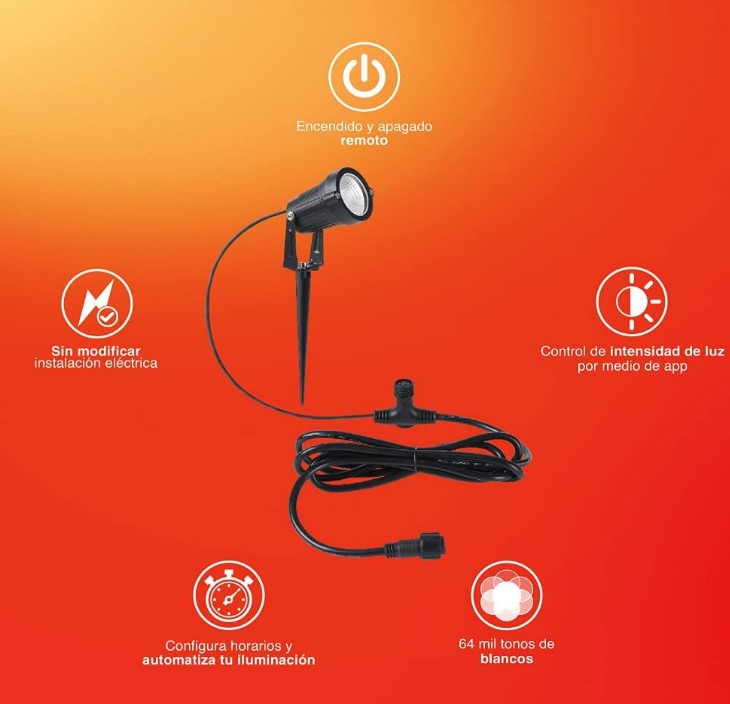 Encendido y apagado
remoto
Sin modificar
instalación eléctrica
Control de intensidad de luz
por medio de app
Configura horarios y
automatiza tu iluminación
64 mil tonos de
blancos